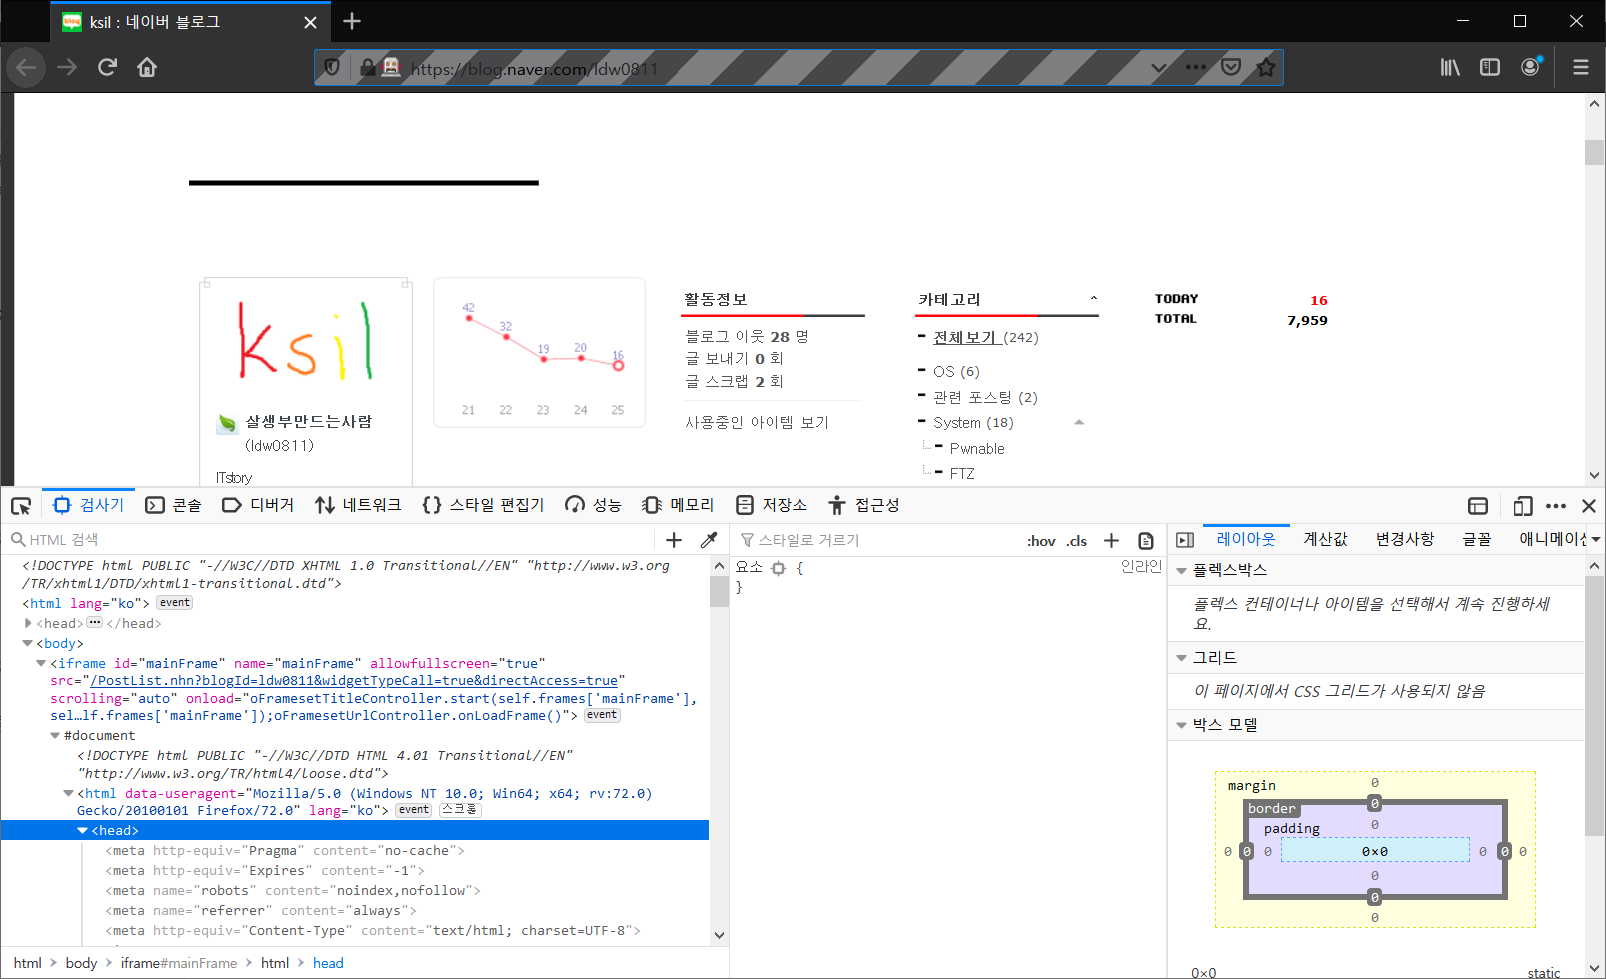 ksil : 네이버 블로그
https://blog.naver.com/ldw0811
ksil
살생부만드는사람
(ldw0811)
ITstory
42
32
19
20
16
21 22 23 24 25
활동정보
블로그 이웃 28 명
글 보내기 0 회
글 스크랩 2 회
사용중인 아이템 보기
카테고리
전체보기 (242)
OS (6)
관련 포스팅 (2)
System (18)
Pwnable
FTZ
TODAY 16
TOTAL 7,959
검사기 콘솔 디버거 네트워크 {} 스타일 편집기 성능 메모리 저장소 접근성
HTML 검색
<!DOCTYPE html PUBLIC "-//W3C//DTD XHTML 1.0 Transitional//EN" "http://www.w3.org
/TR/xhtml1/DTD/xhtml1-transitional.dtd">
<html lang="ko"> event
<head> ••• </head>
<body>
<iframe id="mainFrame" name="mainFrame" allowfullscreen="true"
src="/PostList.nhn?blogId=ldw0811&widgetTypeCall=true&directAccess=true"
scrolling="auto" onload="oFramesetTitleController.start(self.frames['mainFrame'],
sel…lf.frames['mainFrame']);oFramesetUrlController.onLoadFrame()"> event
#document
<!DOCTYPE html PUBLIC "-//W3C//DTD HTML 4.01 Transitional//EN"
"http://www.w3.org/TR/html4/loose.dtd">
<html data-useragent="Mozilla/5.0 (Windows NT 10.0; Win64; x64; rv:72.0)
Gecko/20100101 Firefox/72.0" lang="ko"> event 스크롤
<head>
<meta http-equiv="Pragma" content="no-cache">
<meta http-equiv="Expires" content="-1">
<meta name="robots" content="noindex,nofollow">
<meta name="referrer" content="always">
<meta http-equiv="Content-Type" content="text/html; charset=UTF-8">
html > body > iframe#mainFrame > html > head
스타일로 거르기 :hov .cls +
요소 { 인라인
}
레이아웃 계산값 변경사항 글꼴 애니메이션
플렉스박스
플렉스 컨테이너나 아이템을 선택해서 계속 진행하세
요.
그리드
이 페이지에서 CSS 그리드가 사용되지 않음
박스 모델
margin 0
border 0
padding 0
0 0 0 0×0 0 0 0
0
0
0
0×0 static